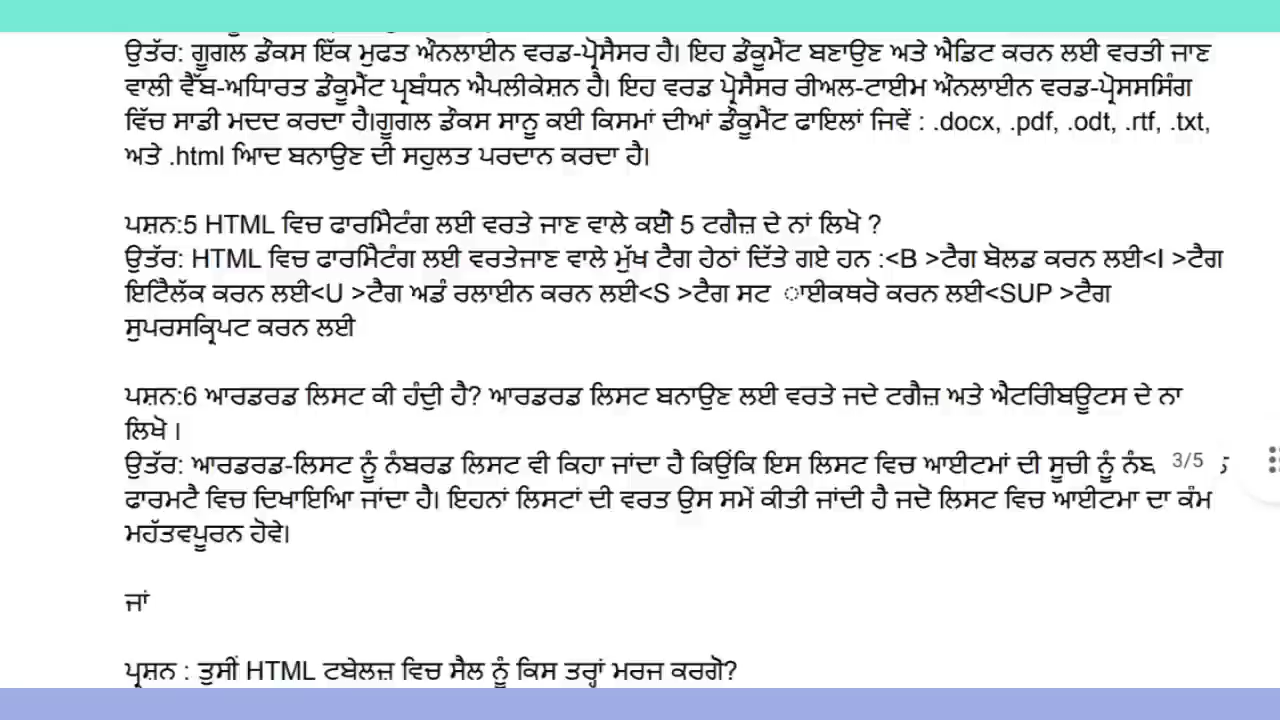 ਉਤੱਰ: ਗੂਗਲ ਡੌਕਸ ਇੱਕ ਮੁਫਤ ਔਨਲਾਈਨ ਵਰਡ-ਪ੍ਰੋਸੈਸਰ ਹੈ। ਇਹ ਡੌਕੂਮੈਂਟ ਬਣਾਉਣ ਅਤੇ ਐਡਿਟ ਕਰਨ ਲਈ ਵਰਤੀ ਜਾਣ
ਵਾਲੀ ਵੈੱਬ-ਅਧਿਾਰਤ ਡੌਕੂਮੈਂਟ ਪ੍ਰਬੰਧਨ ਐਪਲੀਕੇਸ਼ਨ ਹੈ। ਇਹ ਵਰਡ ਪ੍ਰੋਸੈਸਰ ਰੀਅਲ-ਟਾਈਮ ਔਨਲਾਈਨ ਵਰਡ-ਪ੍ਰੋਸਸਸਿੰਗ
ਵਿੱਚ ਸਾਡੀ ਮਦਦ ਕਰਦਾ ਹੈ।ਗੂਗਲ ਡੌਕਸ ਸਾਨੂ ਕਈ ਕਿਸਮਾਂ ਦੀਆਂ ਡੌਕੂਮੈਂਟ ਫਾਇਲਾਂ ਜਿਵੇਂ : .docx, .pdf, .odt, .rtf, .txt,
ਅਤੇ .html ਆਿਦ ਬਨਾਉਣ ਦੀ ਸਹੁਲਤ ਪਰਦਾਨ ਕਰਦਾ ਹੈ।
ਪਸ਼ਨ:5 HTML ਵਿਚ ਫਾਰਮਿੈਟੰਗ ਲਈ ਵਰਤੇ ਜਾਣ ਵਾਲੇ ਕਈੇ 5 ਟਗੈਜ਼ ਦੇ ਨਾਂ ਲਿਖੋ ?
ਉਤੱਰ: HTML ਵਿਚ ਫਾਰਮਿੈਟੰਗ ਲਈ ਵਰਤੇਜਾਣ ਵਾਲੇ ਮੁੱਖ ਟੈਗ ਹੇਠਾਂ ਦਿੱਤੇ ਗਏ ਹਨ :<B >ਟੈਗ ਬੋਲਡ ਕਰਨ ਲਈ<I >ਟੈਗ
ਇਟਿੈਲੱਕ ਕਰਨ ਲਈ<U >ਟੈਗ ਅਡੰ ਰਲਾਈਨ ਕਰਨ ਲਈ<S >ਟੈਗ ਸਟ ਾਈਕਥਰੋ ਕਰਨ ਲਈ<SUP >ਟੈਗ
ਸੁਪਰਸਕ੍ਰਿਪਟ ਕਰਨ ਲਈ
ਪਸ਼ਨ:6 ਆਰਡਰਡ ਲਿਸਟ ਕੀ ਹੰਦੀੁ ਹੈ? ਆਰਡਰਡ ਲਿਸਟ ਬਨਾਉਣ ਲਈ ਵਰਤੇ ਜਦੇ ਟਗੈਜ਼ ਅਤੇ ਐਟਰਿੀਬਊਟਸ ਦੇ ਨਾ
ਲਿਖੋ ।
ਉਤੱਰ: ਆਰਡਰਡ-ਲਿਸਟ ਨੂੰ ਨੰਬਰਡ ਲਿਸਟ ਵੀ ਕਿਹਾ ਜਾਂਦਾ ਹੈ ਕਿਉਂਕਿ ਇਸ ਲਿਸਟ ਵਿਚ ਆਈਟਮਾਂ ਦੀ ਸੂਚੀ ਨੂੰ 3/5
ਫਾਰਮਟੈ ਵਿਚ ਦਿਖਾਇਆਿ ਜਾਂਦਾ ਹੈ। ਇਹਨਾਂ ਲਿਸਟਾਂ ਦੀ ਵਰਤ ਉਸ ਸਮੇਂ ਕੀਤੀ ਜਾਂਦੀ ਹੈ ਜਦੋ ਲਿਸਟ ਵਿਚ ਆਈਟਮਾ ਦਾ ਕੰਮ
ਮਹੱਤਵਪੂਰਨ ਹੋਵੇ।
ਜਾਂ
ਪ੍ਰਸ਼ਨ : ਤੁਸੀਂ HTML ਟਬੇਲਜ਼ ਵਿਚ ਸੈਲ ਨੂੰ ਕਿਸ ਤਰ੍ਹਾਂ ਮਰਜ ਕਰਗੋ?